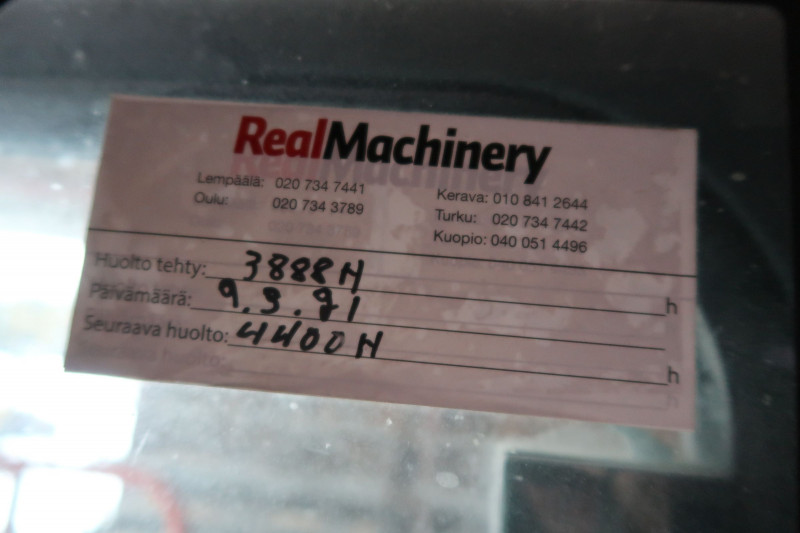 RealMachinery
Lempäälä: 020 734 7441
Oulu: 020 734 3789
Kerava: 010 841 2644
Turku: 020 734 7442
Kuopio: 040 051 4496
Huolto tehty: 3888H h
Päivämäärä: 9.3.21
Seuraava huolto: 4400H h